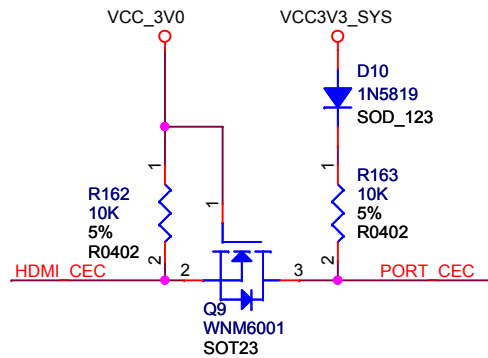 VCC_3V0
VCC3V3_SYS
D10
1N5819
SOD_123
1
R162
10K
5%
R0402
2
1
R163
10K
5%
R0402
2
1
HDMI_CEC
2
3
PORT_CEC
Q9
WNM6001
SOT23